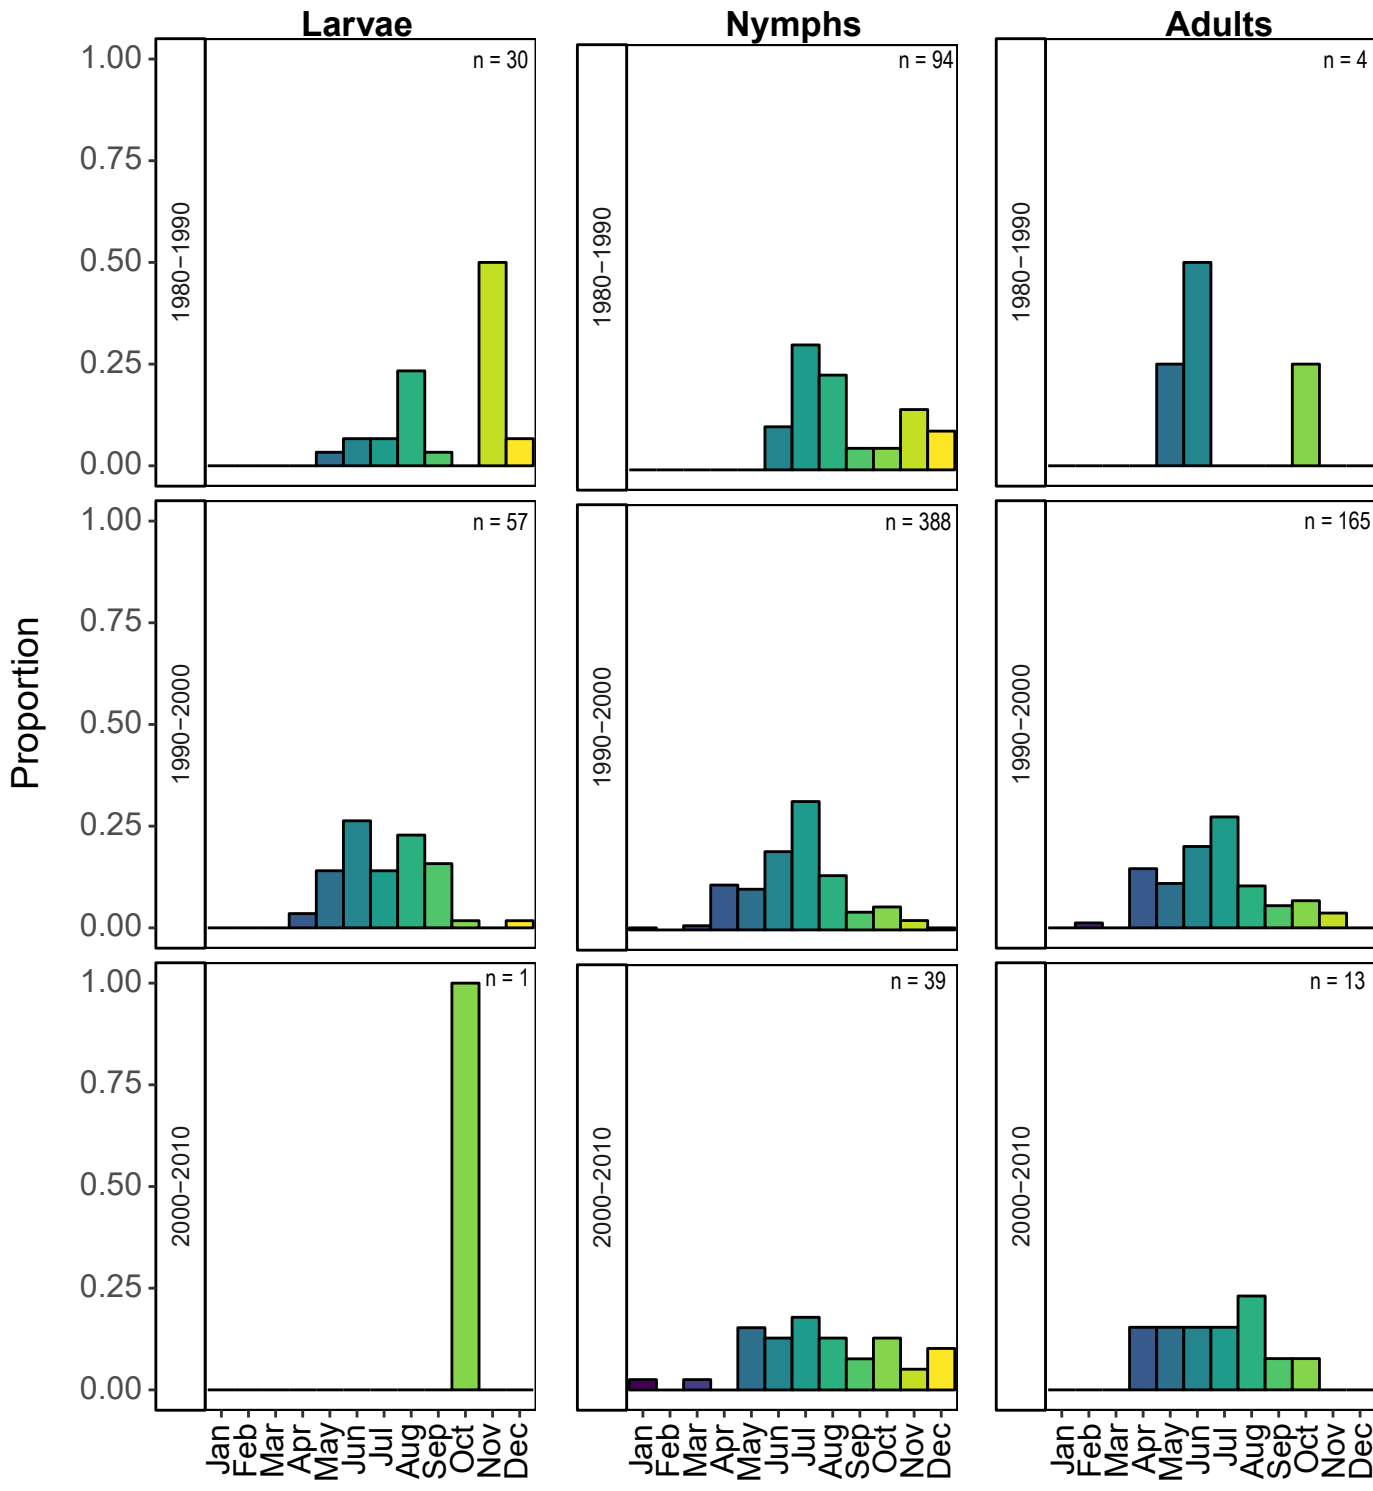 Larvae
Nymphs
Adults
Proportion
1.00
0.75
0.50
0.25
0.00
1980−1990
n = 30
1980−1990
n = 94
1980−1990
n = 4
1.00
0.75
0.50
0.25
0.00
1990−2000
n = 57
1990−2000
n = 388
1990−2000
n = 165
1.00
0.75
0.50
0.25
0.00
2000−2010
n = 1
2000−2010
n = 39
2000−2010
n = 13
Jan
Feb
Mar
Apr
May
Jun
Jul
Aug
Sep
Oct
Nov
Dec
Jan
Feb
Mar
Apr
May
Jun
Jul
Aug
Sep
Oct
Nov
Dec
Jan
Feb
Mar
Apr
May
Jun
Jul
Aug
Sep
Oct
Nov
Dec